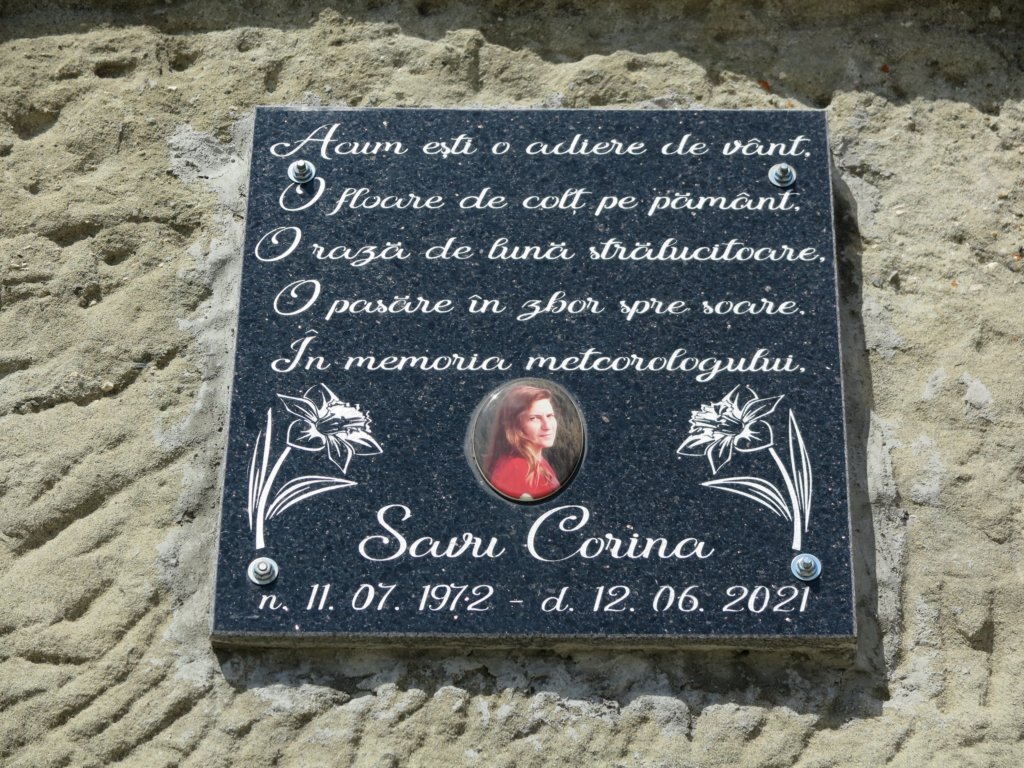 Acum ești o adiere de vânt,
O floare de colț pe pământ,
O rază de lună strălucitoare,
O pasăre în zbor spre soare.
În memoria meteorologului,
Savu Corina
n. 11. 07. 1972 - d. 12. 06. 2021